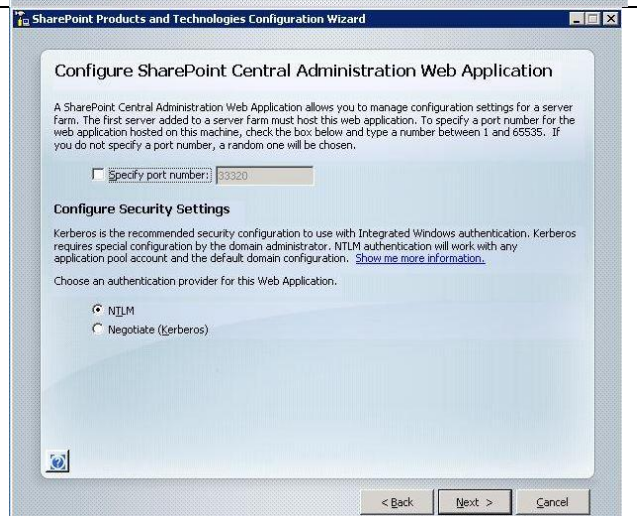 SharePoint Products and Technologies Configuration Wizard
Configure SharePoint Central Administration Web Application
A SharePoint Central Administration Web Application allows you to manage configuration settings for a server
farm. The first server added to a server farm must host this web application. To specify a port number for the
web application hosted on this machine, check the box below and type a number between 1 and 65535. If
you do not specify a port number, a random one will be chosen.
Specify port number: 33320
Configure Security Settings
Kerberos is the recommended security configuration to use with Integrated Windows authentication. Kerberos
requires special configuration by the domain administrator. NTLM authentication will work with any
application pool account and the default domain configuration. Show me more information.
Choose an authentication provider for this Web Application.
NTLM
Negotiate (Kerberos)
< Back Next > Cancel